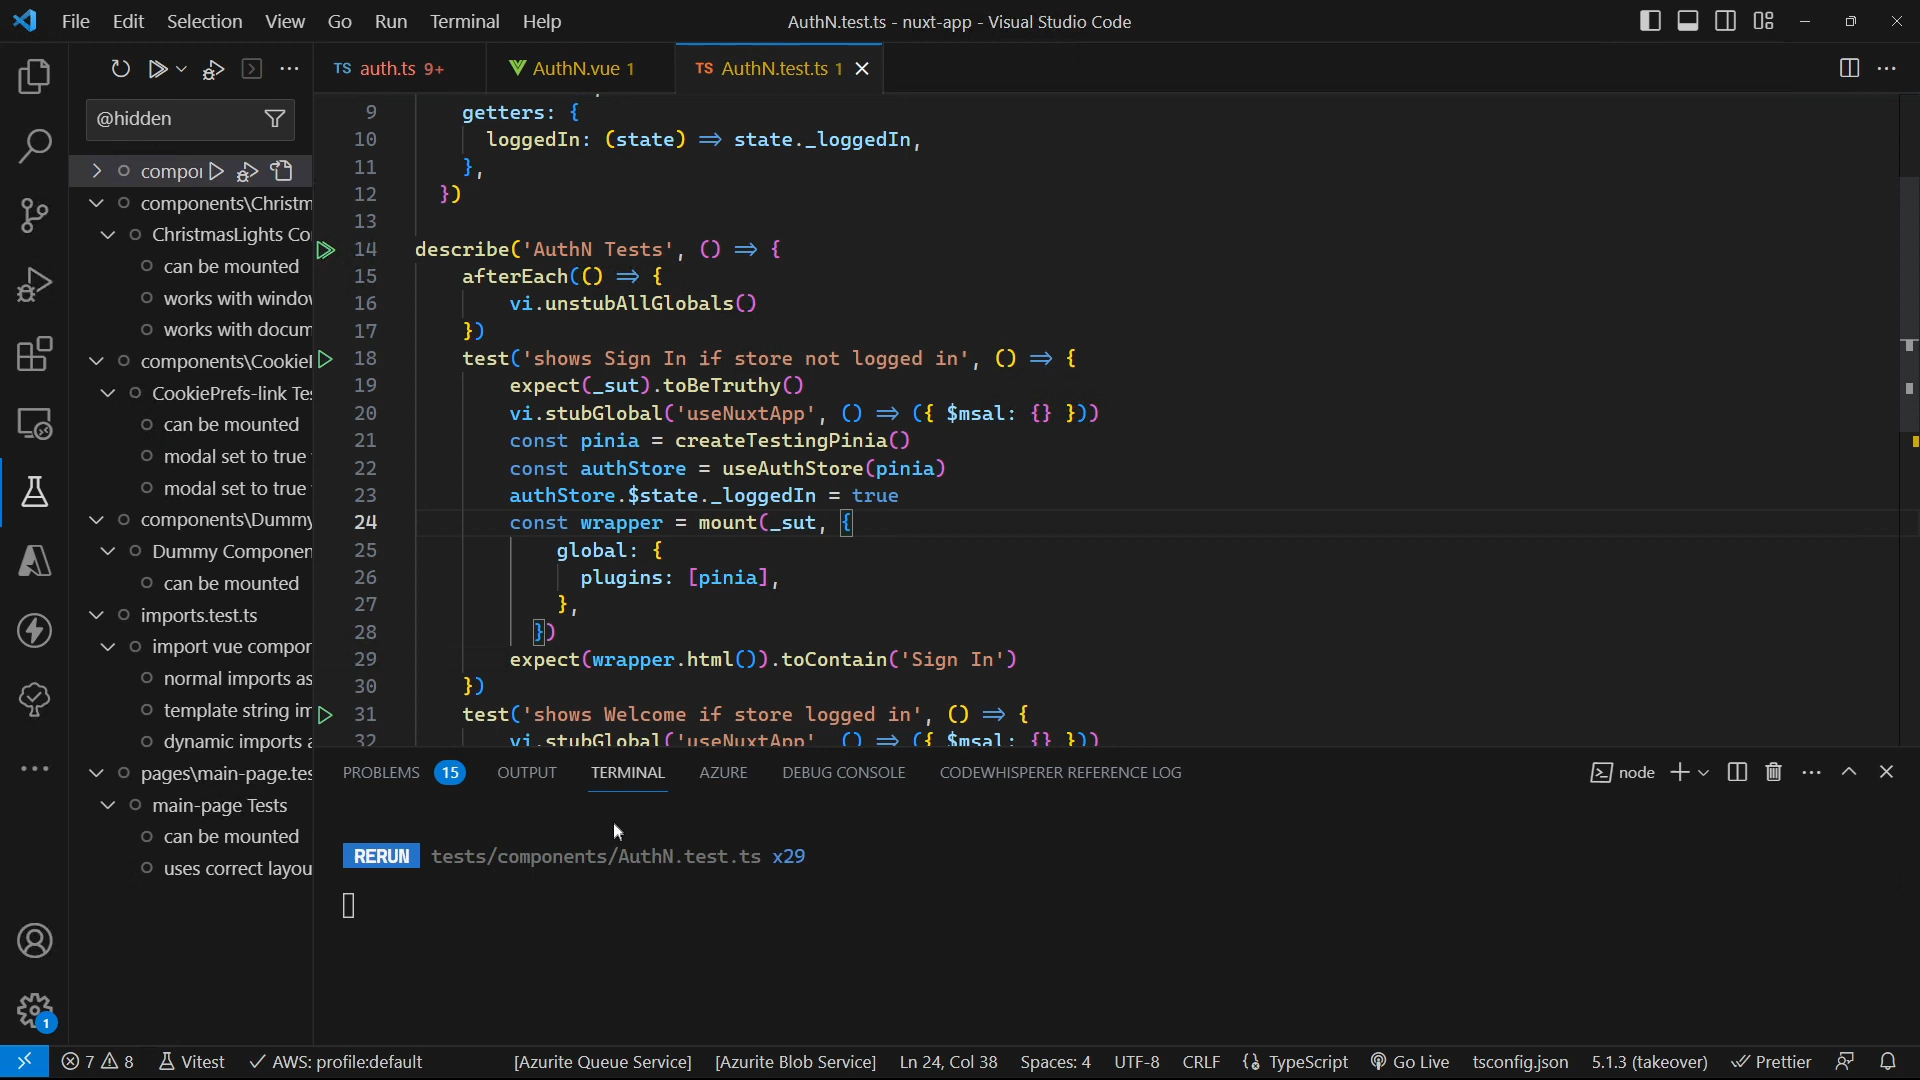 File Edit Selection View Go Run Terminal Help
AuthN.test.ts - nuxt-app - Visual Studio Code
TS auth.ts 9+
AuthN.vue 1
TS AuthN.test.ts 1
@hidden
compo
components\Christm
ChristmasLights Co
can be mounted
works with windo
works with docum
components\Cookie
CookiePrefs-link Te
can be mounted
modal set to true
modal set to true
components\Dummy
Dummy Componen
can be mounted
imports.test.ts
import vue compor
normal imports as
template string im
dynamic imports a
pages\main-page.tes
main-page Tests
can be mounted
uses correct layou
9 getters: {
10 loggedIn: (state) => state._loggedIn,
11 },
12 })
13
14 describe('AuthN Tests', () => {
15 afterEach(() => {
16 vi.unstubAllGlobals()
17 })
18 test('shows Sign In if store not logged in', () => {
19 expect(_sut).toBeTruthy()
20 vi.stubGlobal('useNuxtApp', () => ({ $msal: {} }))
21 const pinia = createTestingPinia()
22 const authStore = useAuthStore(pinia)
23 authStore.$state._loggedIn = true
24 const wrapper = mount(_sut, {
25 global: {
26 plugins: [pinia],
27 },
28 })
29 expect(wrapper.html()).toContain('Sign In')
30 })
31 test('shows Welcome if store logged in', () => {
32 vi.stubGlobal('useNuxtApp', () => ({ $msal: {} }))
PROBLEMS 15 OUTPUT TERMINAL AZURE DEBUG CONSOLE CODEWHISPERER REFERENCE LOG
node
RERUN tests/components/AuthN.test.ts x29
1
7 8 Vitest AWS: profile:default [Azurite Queue Service] [Azurite Blob Service] Ln 24, Col 38 Spaces: 4 UTF-8 CRLF {} TypeScript Go Live tsconfig.json 5.1.3 (takeover) Prettier